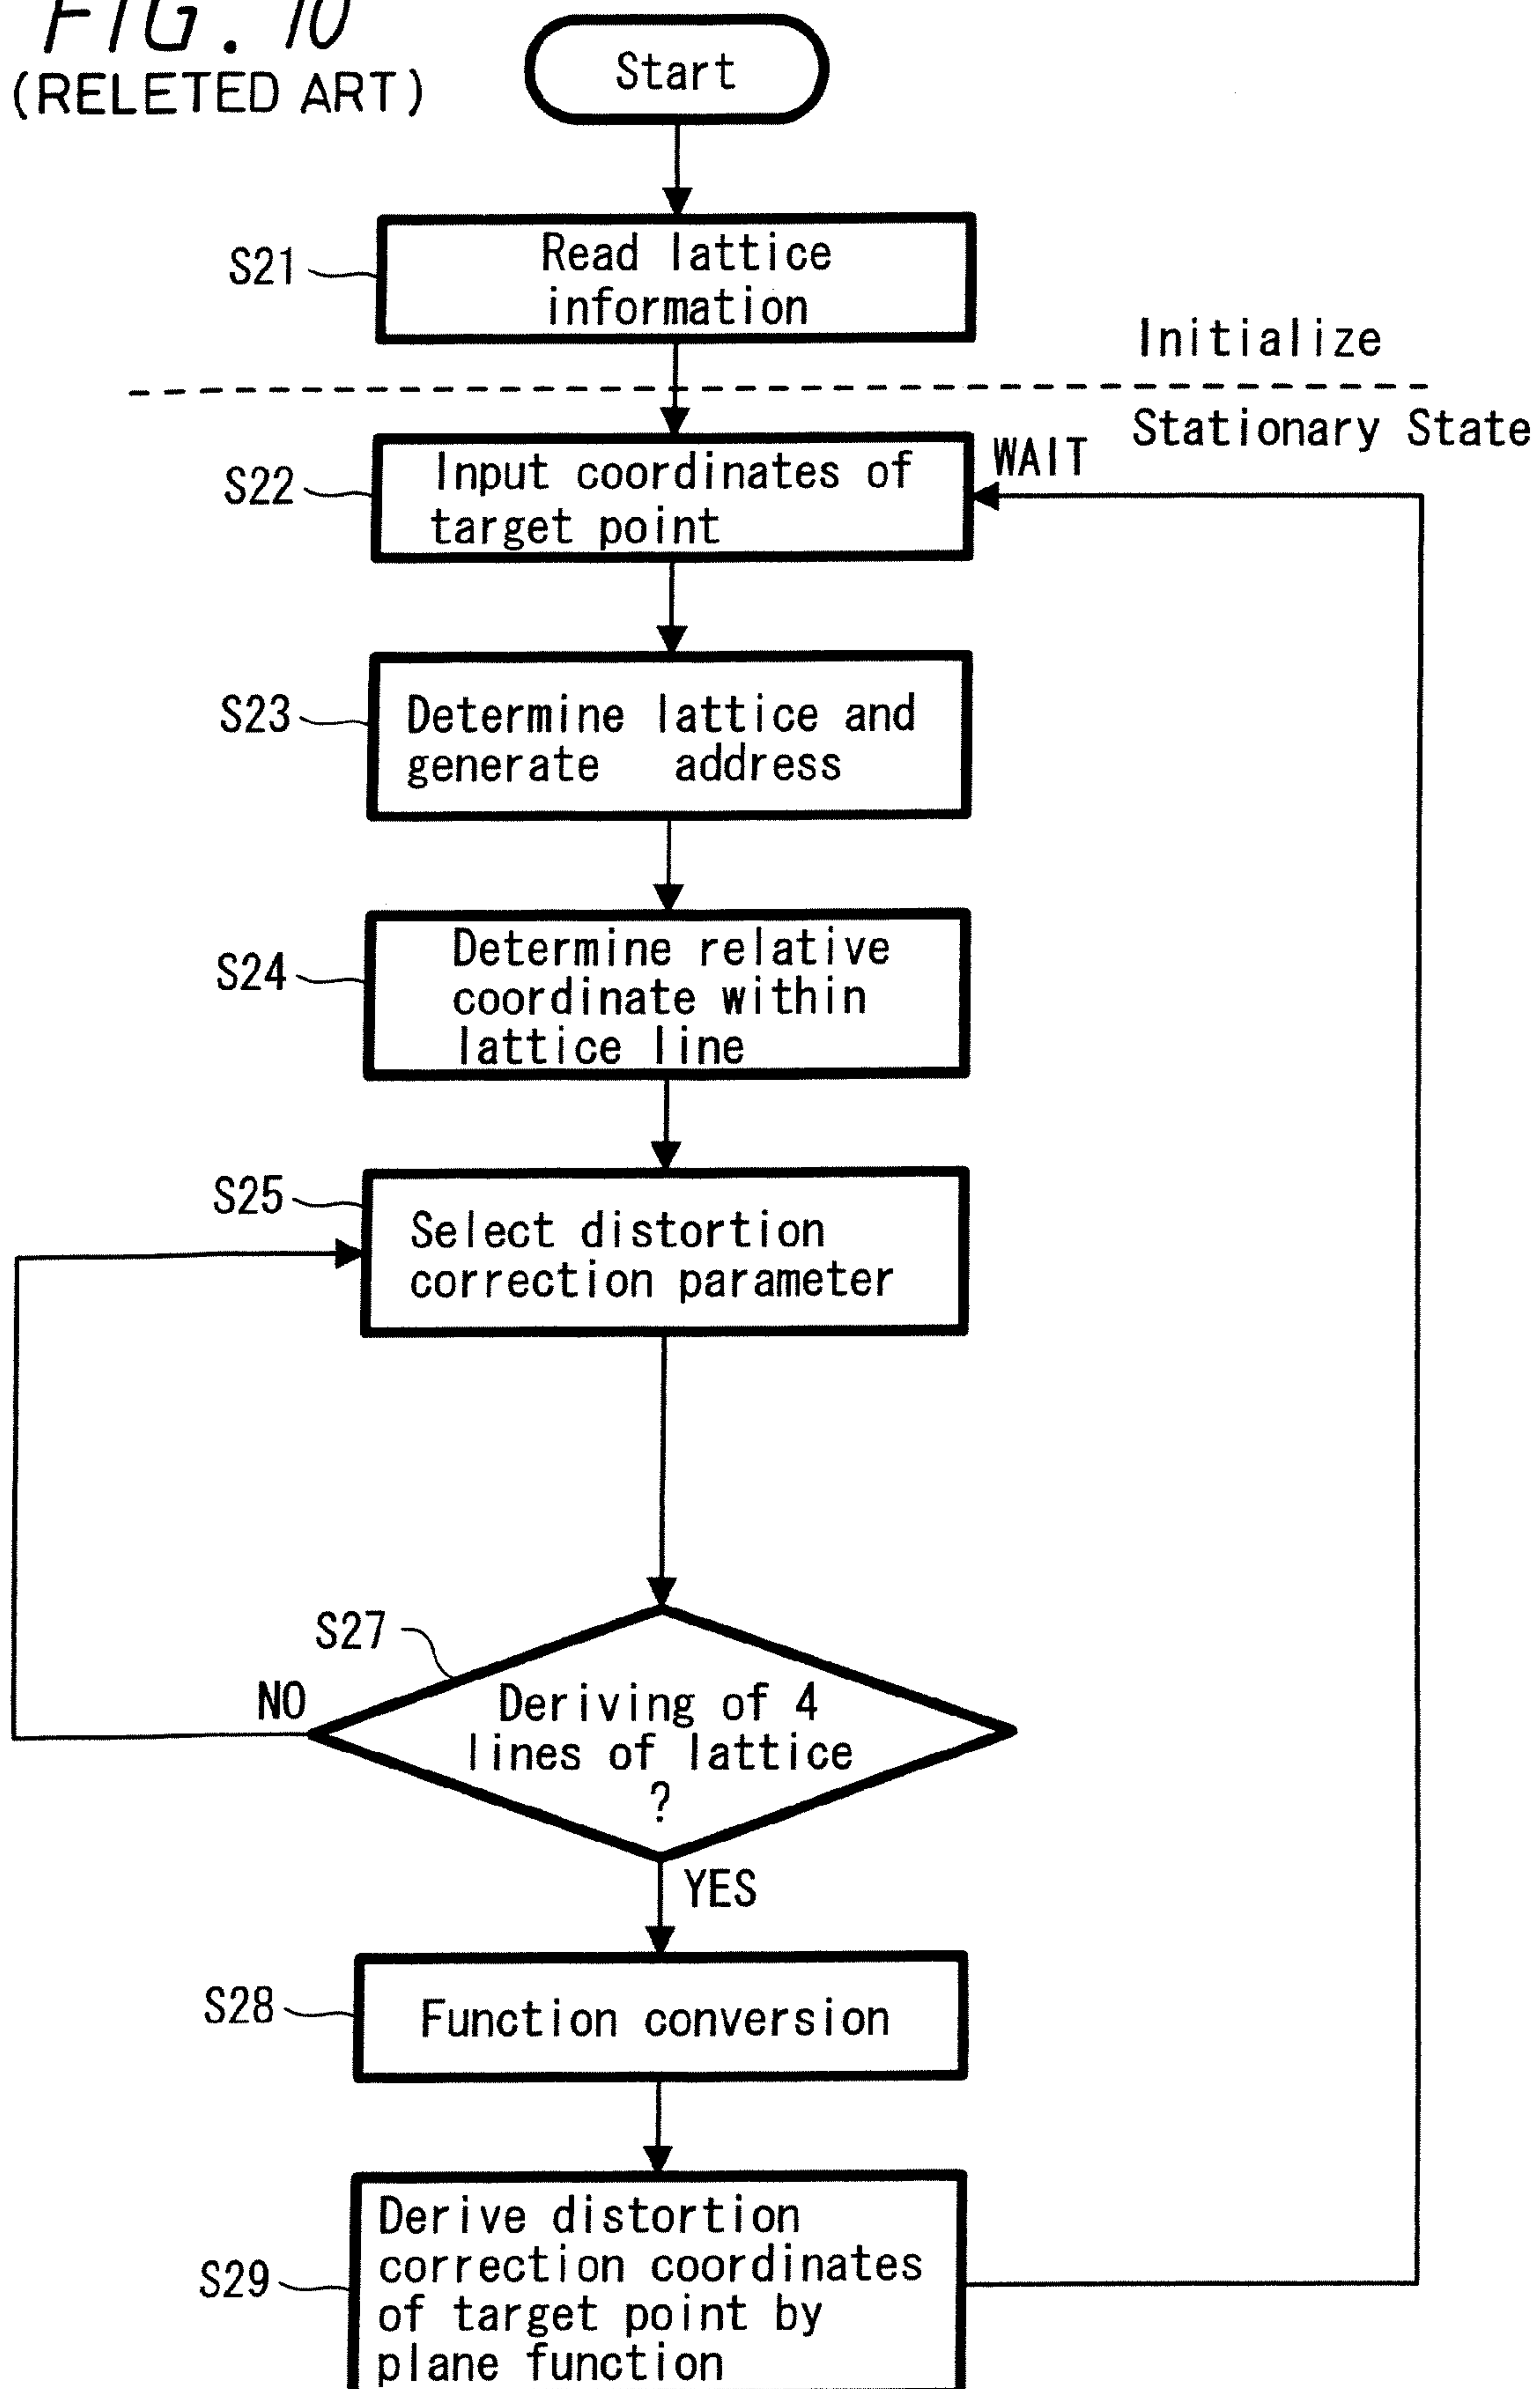 FIG. 10
(RELETED ART)
Start
S21
Read lattice
information
Initialize
Stationary State
S22
Input coordinates of
target point
WAIT
S23
Determine lattice and
generate address
S24
Determine relative
coordinate within
lattice line
S25
Select distortion
correction parameter
S27
NO
Deriving of 4
lines of lattice
?
YES
S28
Function conversion
S29
Derive distortion
correction coordinates
of target point by
plane function